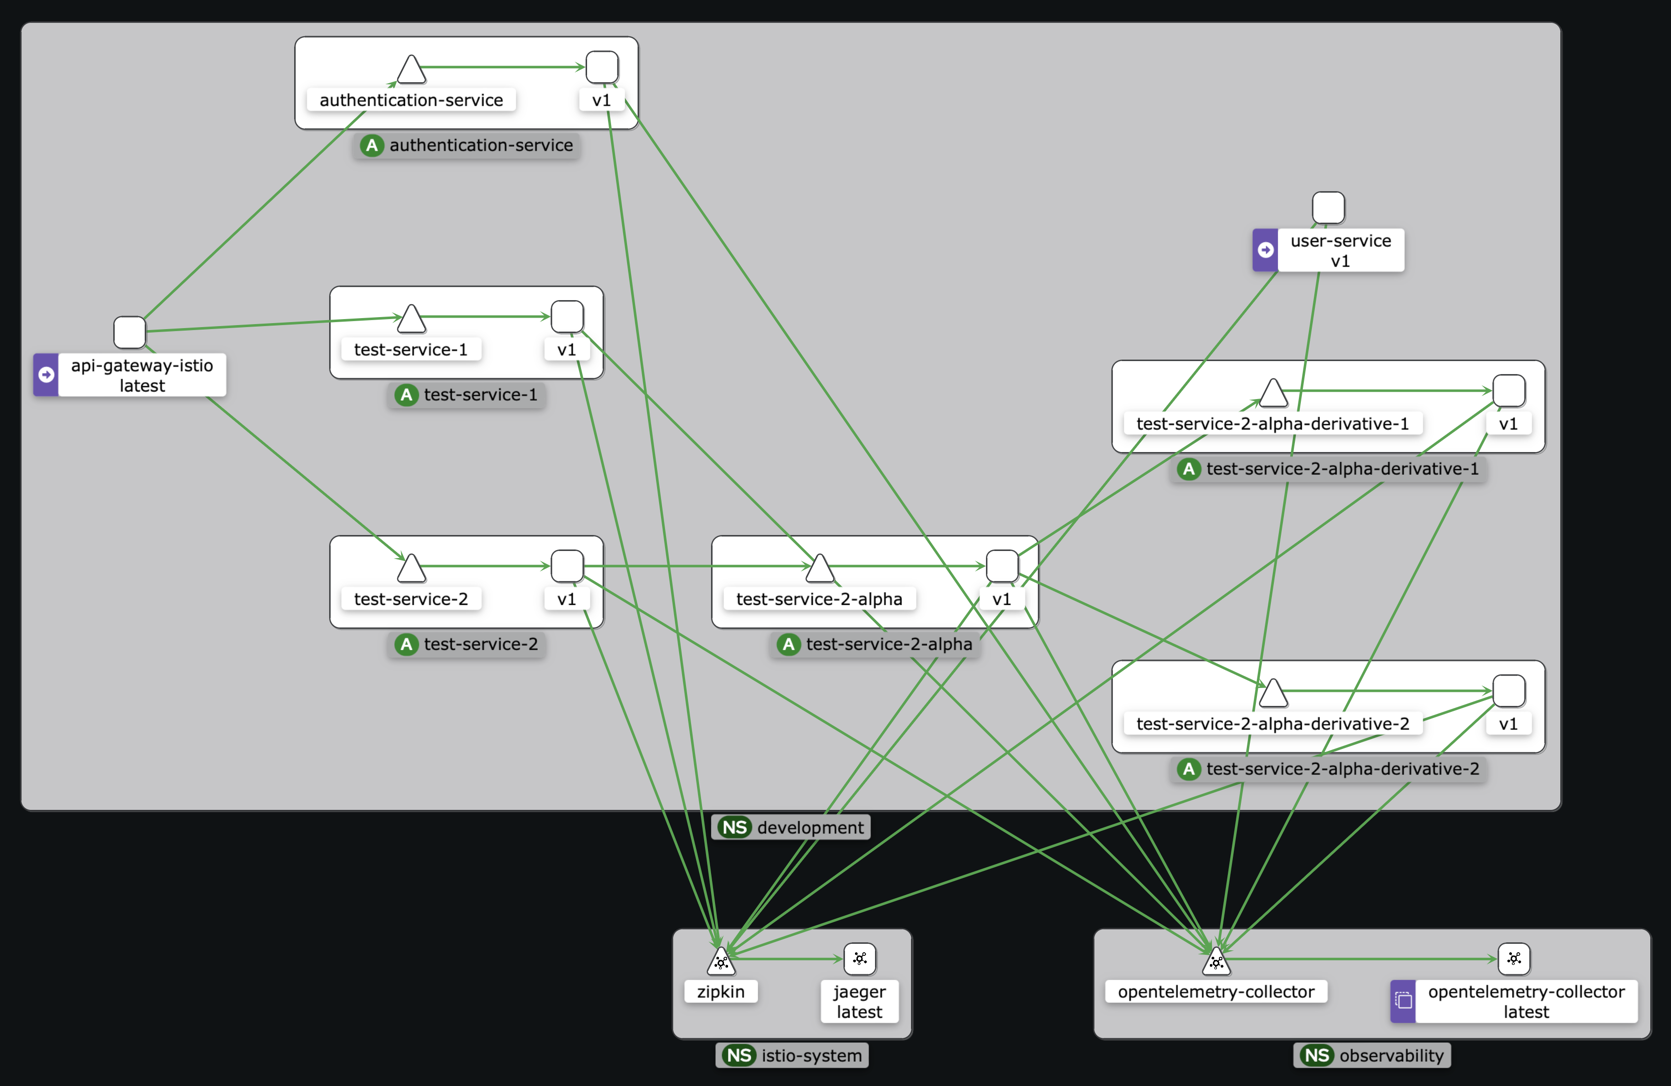 authentication-service
v1
A authentication-service
user-service
v1
api-gateway-istio
latest
test-service-1
v1
A test-service-1
test-service-2-alpha-derivative-1
v1
A test-service-2-alpha-derivative-1
test-service-2
v1
A test-service-2
test-service-2-alpha
v1
A test-service-2-alpha
test-service-2-alpha-derivative-2
v1
A test-service-2-alpha-derivative-2
NS development
zipkin
jaeger
latest
NS istio-system
opentelemetry-collector
opentelemetry-collector
latest
NS observability